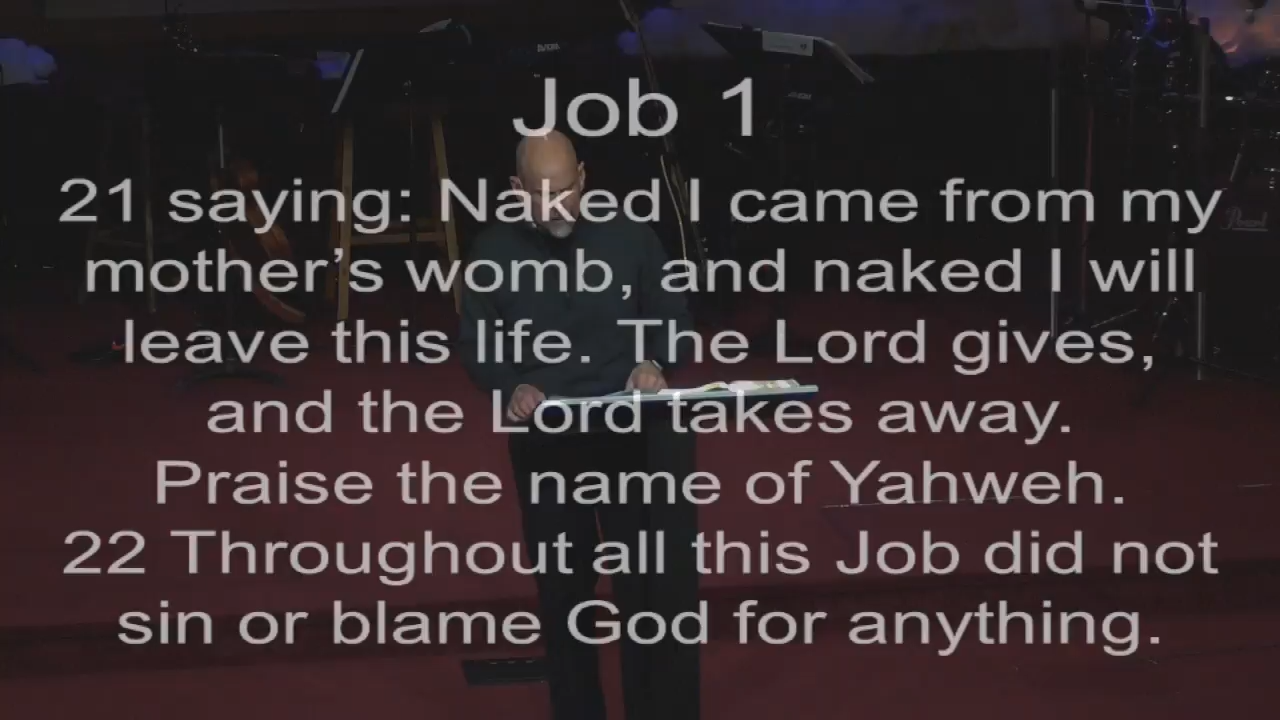 Job 1
21 saying: Naked I came from my
mother’s womb, and naked I will
leave this life. The Lord gives,
and the Lord takes away.
Praise the name of Yahweh.
22 Throughout all this Job did not
sin or blame God for anything.
Pearl